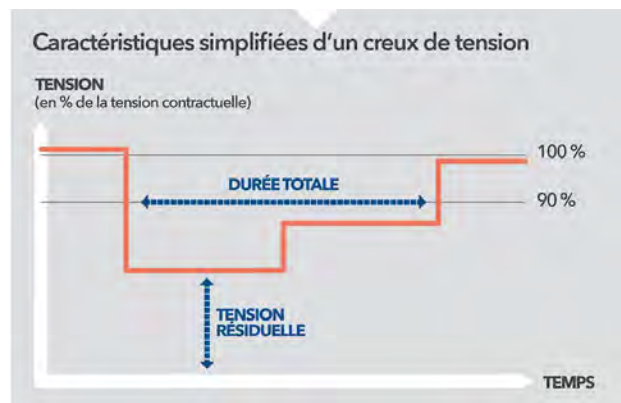 Caractéristiques simplifiées d'un creux de tension
TENSION
(en % de la tension contractuelle)
100 %
DURÉE TOTALE
90 %
TENSION
RÉSIDUELLE
TEMPS